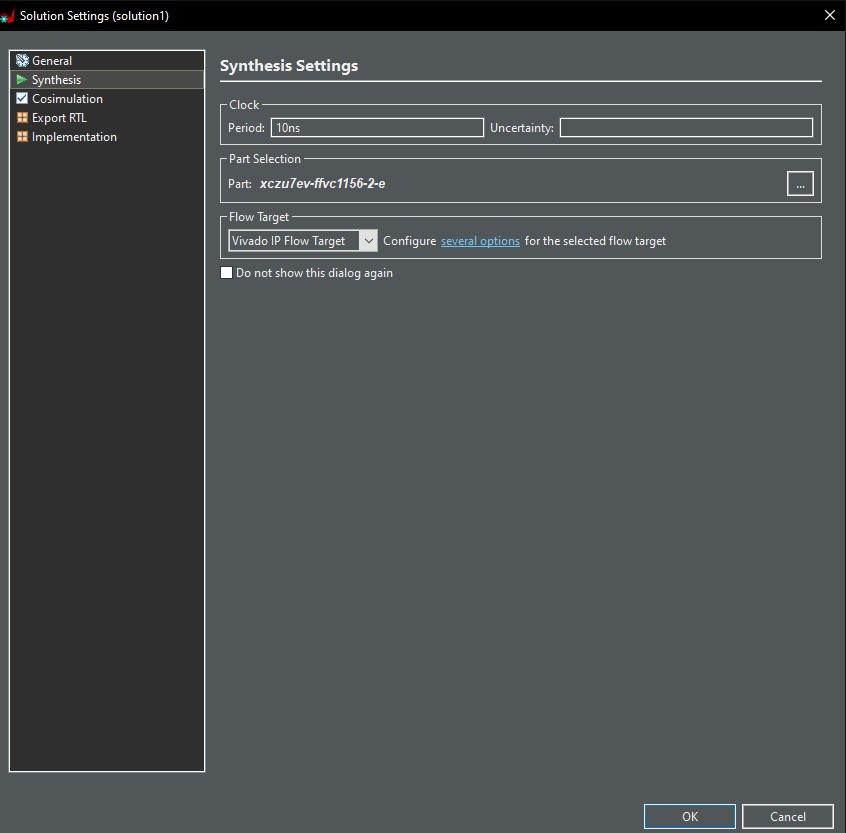 Solution Settings (solution1)
General
Synthesis
Cosimulation
Export RTL
Implementation
Synthesis Settings
Clock
Period: 10ns Uncertainty:
Part Selection
Part: xczu7ev-ffvc1156-2-e
...
Flow Target
Vivado IP Flow Target Configure several options for the selected flow target
Do not show this dialog again
OK Cancel